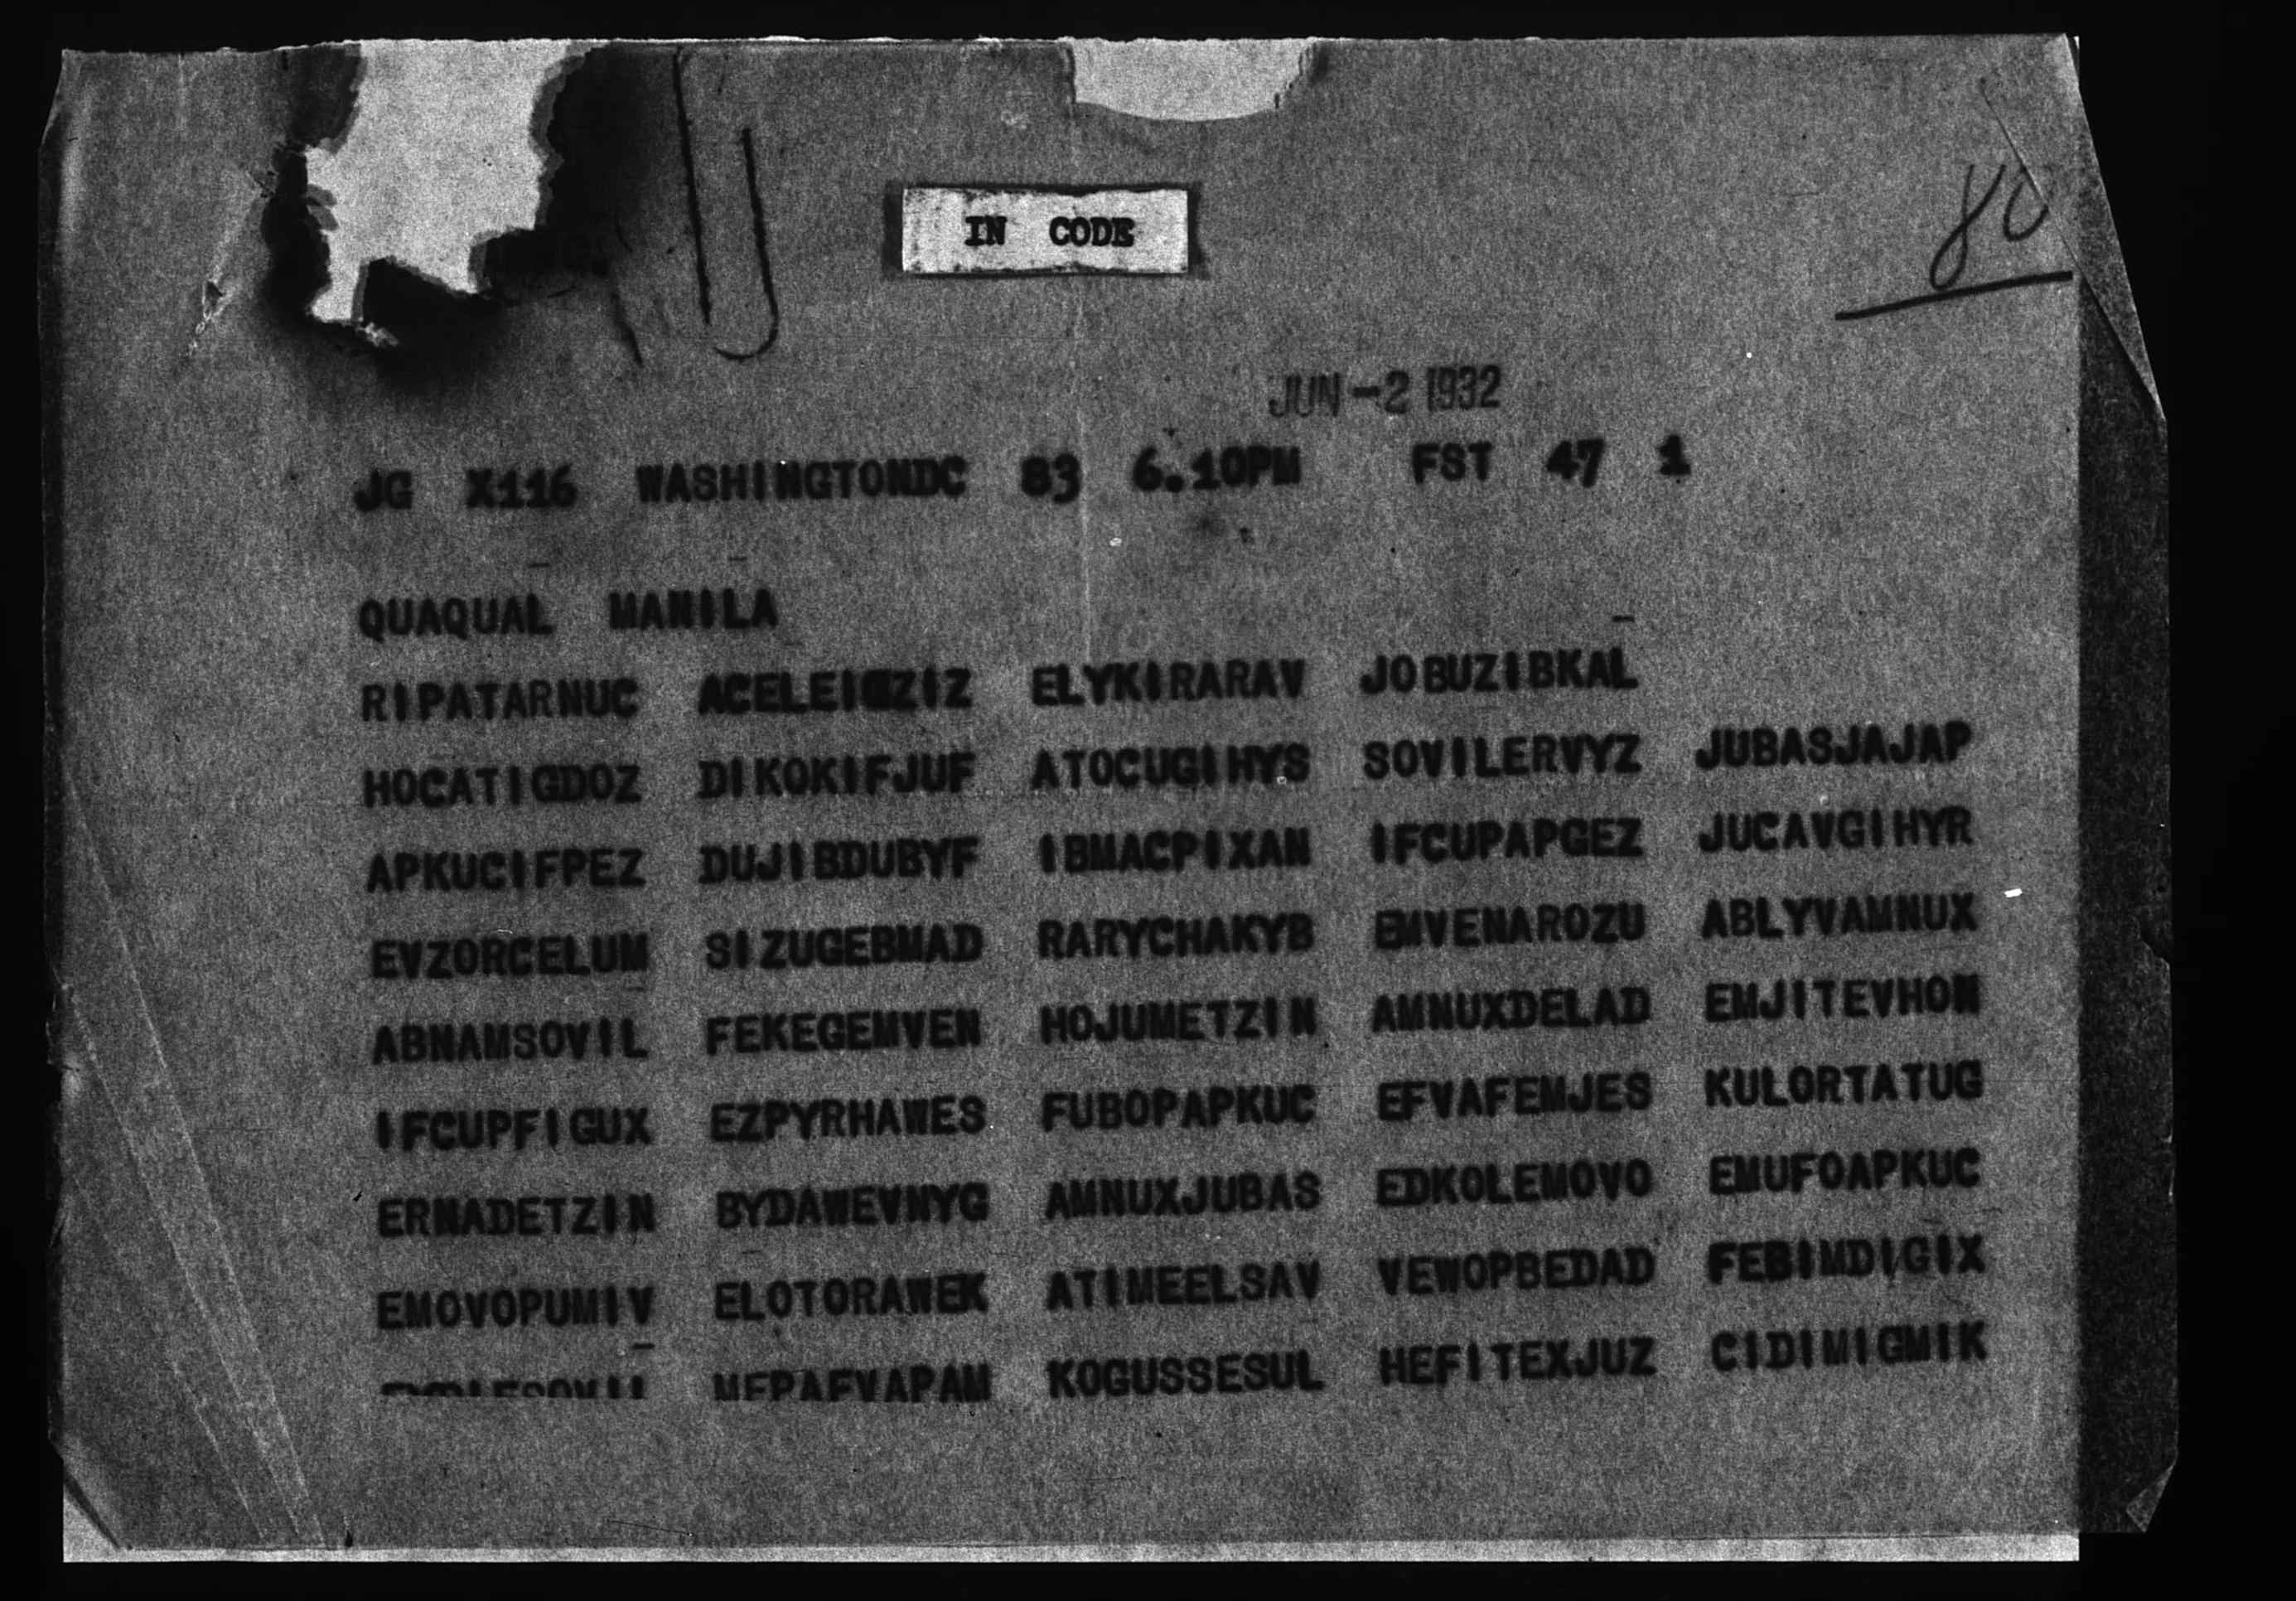 IN CODE
80
JUN -2 1932
JG X116 WASHINGTONDC 83 6.10PM FST 47 1
QUAQUAL MANILA
RIPATARNUC ELYKIRARAV JOBUZIBKAL
HOCATIGDOZ DIKOKIFJUF ATOCUGIHYS SOVILERVYZ JUBASJAJAP
APKUCIFPEZ DUJIBDUBYF IBMACPIXAN IFCUPAPGEZ JUCAVGIHYR
EVZORCELUM SIZUGEBMAD RARYCHAKYB EMVENAROZU ABLYVAMNUX
ABNAMSOVIL FEKEGEMVEN HOJUMETZIN AMNUXDELAD EMJITEVHON
IFCUPFIGUX EZPYRHAWES FUBOPAPKUC EFVAFEMJES KULORTATUG
ERNADETZIN BYDAWEVNYG AMNUXJUBAS EDKOLEMOVO EMUFOAPKUC
EMOVOPUMIV ELOTORAWEK ATIMEELSAV VEWOPBEDAD FEBIMDIGIX
MEPAFVAPAM KOGUSSESUL HEFITEXJUZ CIDIMIGMIK